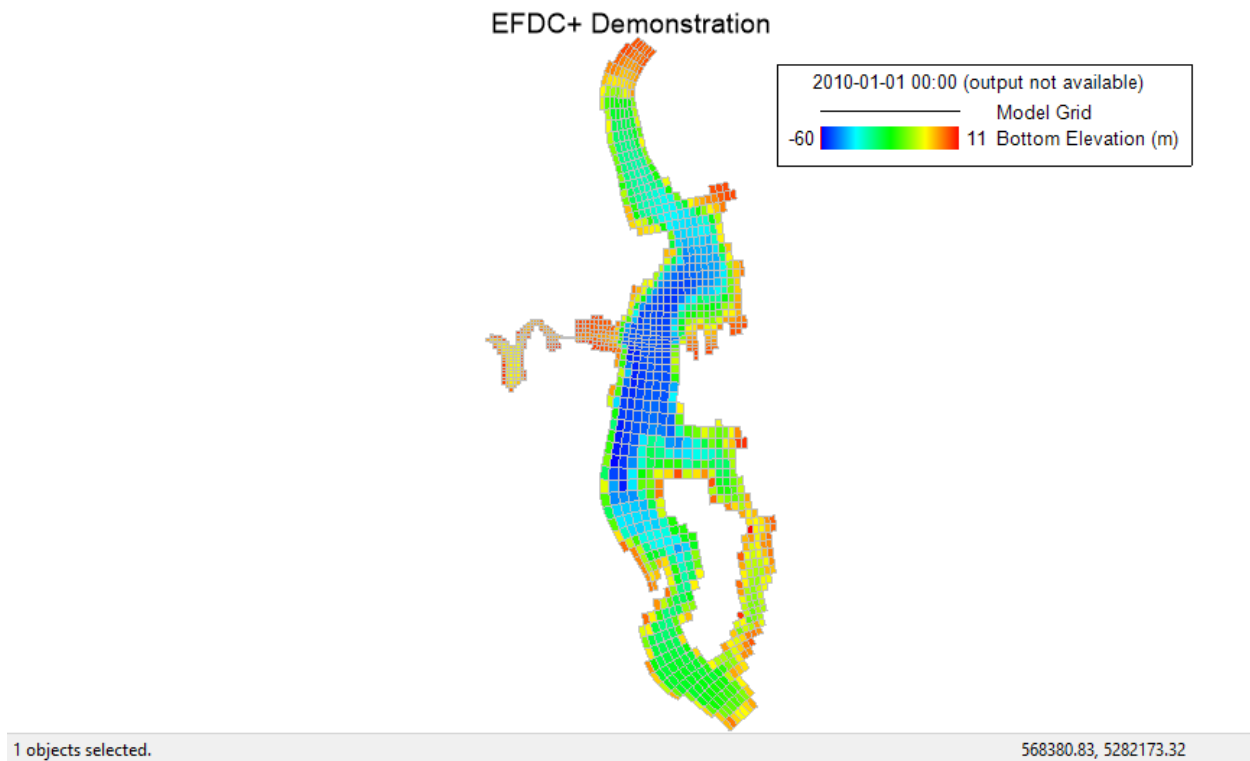 EFDC+ Demonstration
2010-01-01 00:00 (output not available)
Model Grid
-60 11 Bottom Elevation (m)
1 objects selected. 568380.83, 5282173.32